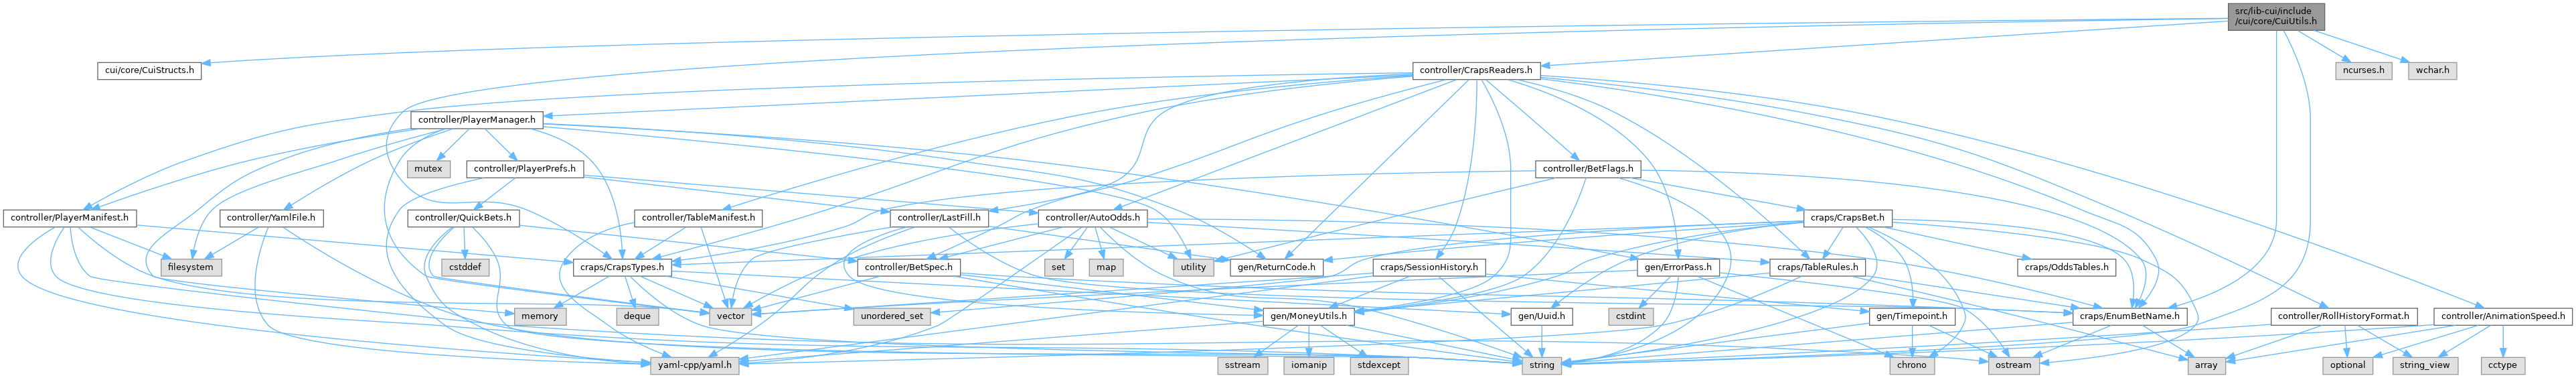 src/lib-cui/include
/cui/core/CuiUtils.h
cui/core/CuiStructs.h
controller/CrapsReaders.h
ncurses.h
wchar.h
controller/PlayerManager.h
mutex
controller/PlayerPrefs.h
controller/BetFlags.h
controller/PlayerManifest.h
controller/YamlFile.h
controller/QuickBets.h
controller/TableManifest.h
controller/LastFill.h
controller/AutoOdds.h
craps/CrapsBet.h
filesystem
cstddef
craps/CrapsTypes.h
controller/BetSpec.h
set
map
utility
gen/ReturnCode.h
craps/SessionHistory.h
gen/ErrorPass.h
craps/TableRules.h
craps/OddsTables.h
memory
deque
vector
unordered_set
gen/MoneyUtils.h
gen/Uuid.h
cstdint
gen/Timepoint.h
craps/EnumBetName.h
controller/RollHistoryFormat.h
controller/AnimationSpeed.h
yaml-cpp/yaml.h
sstream
iomanip
stdexcept
string
chrono
ostream
array
optional
string_view
cctype